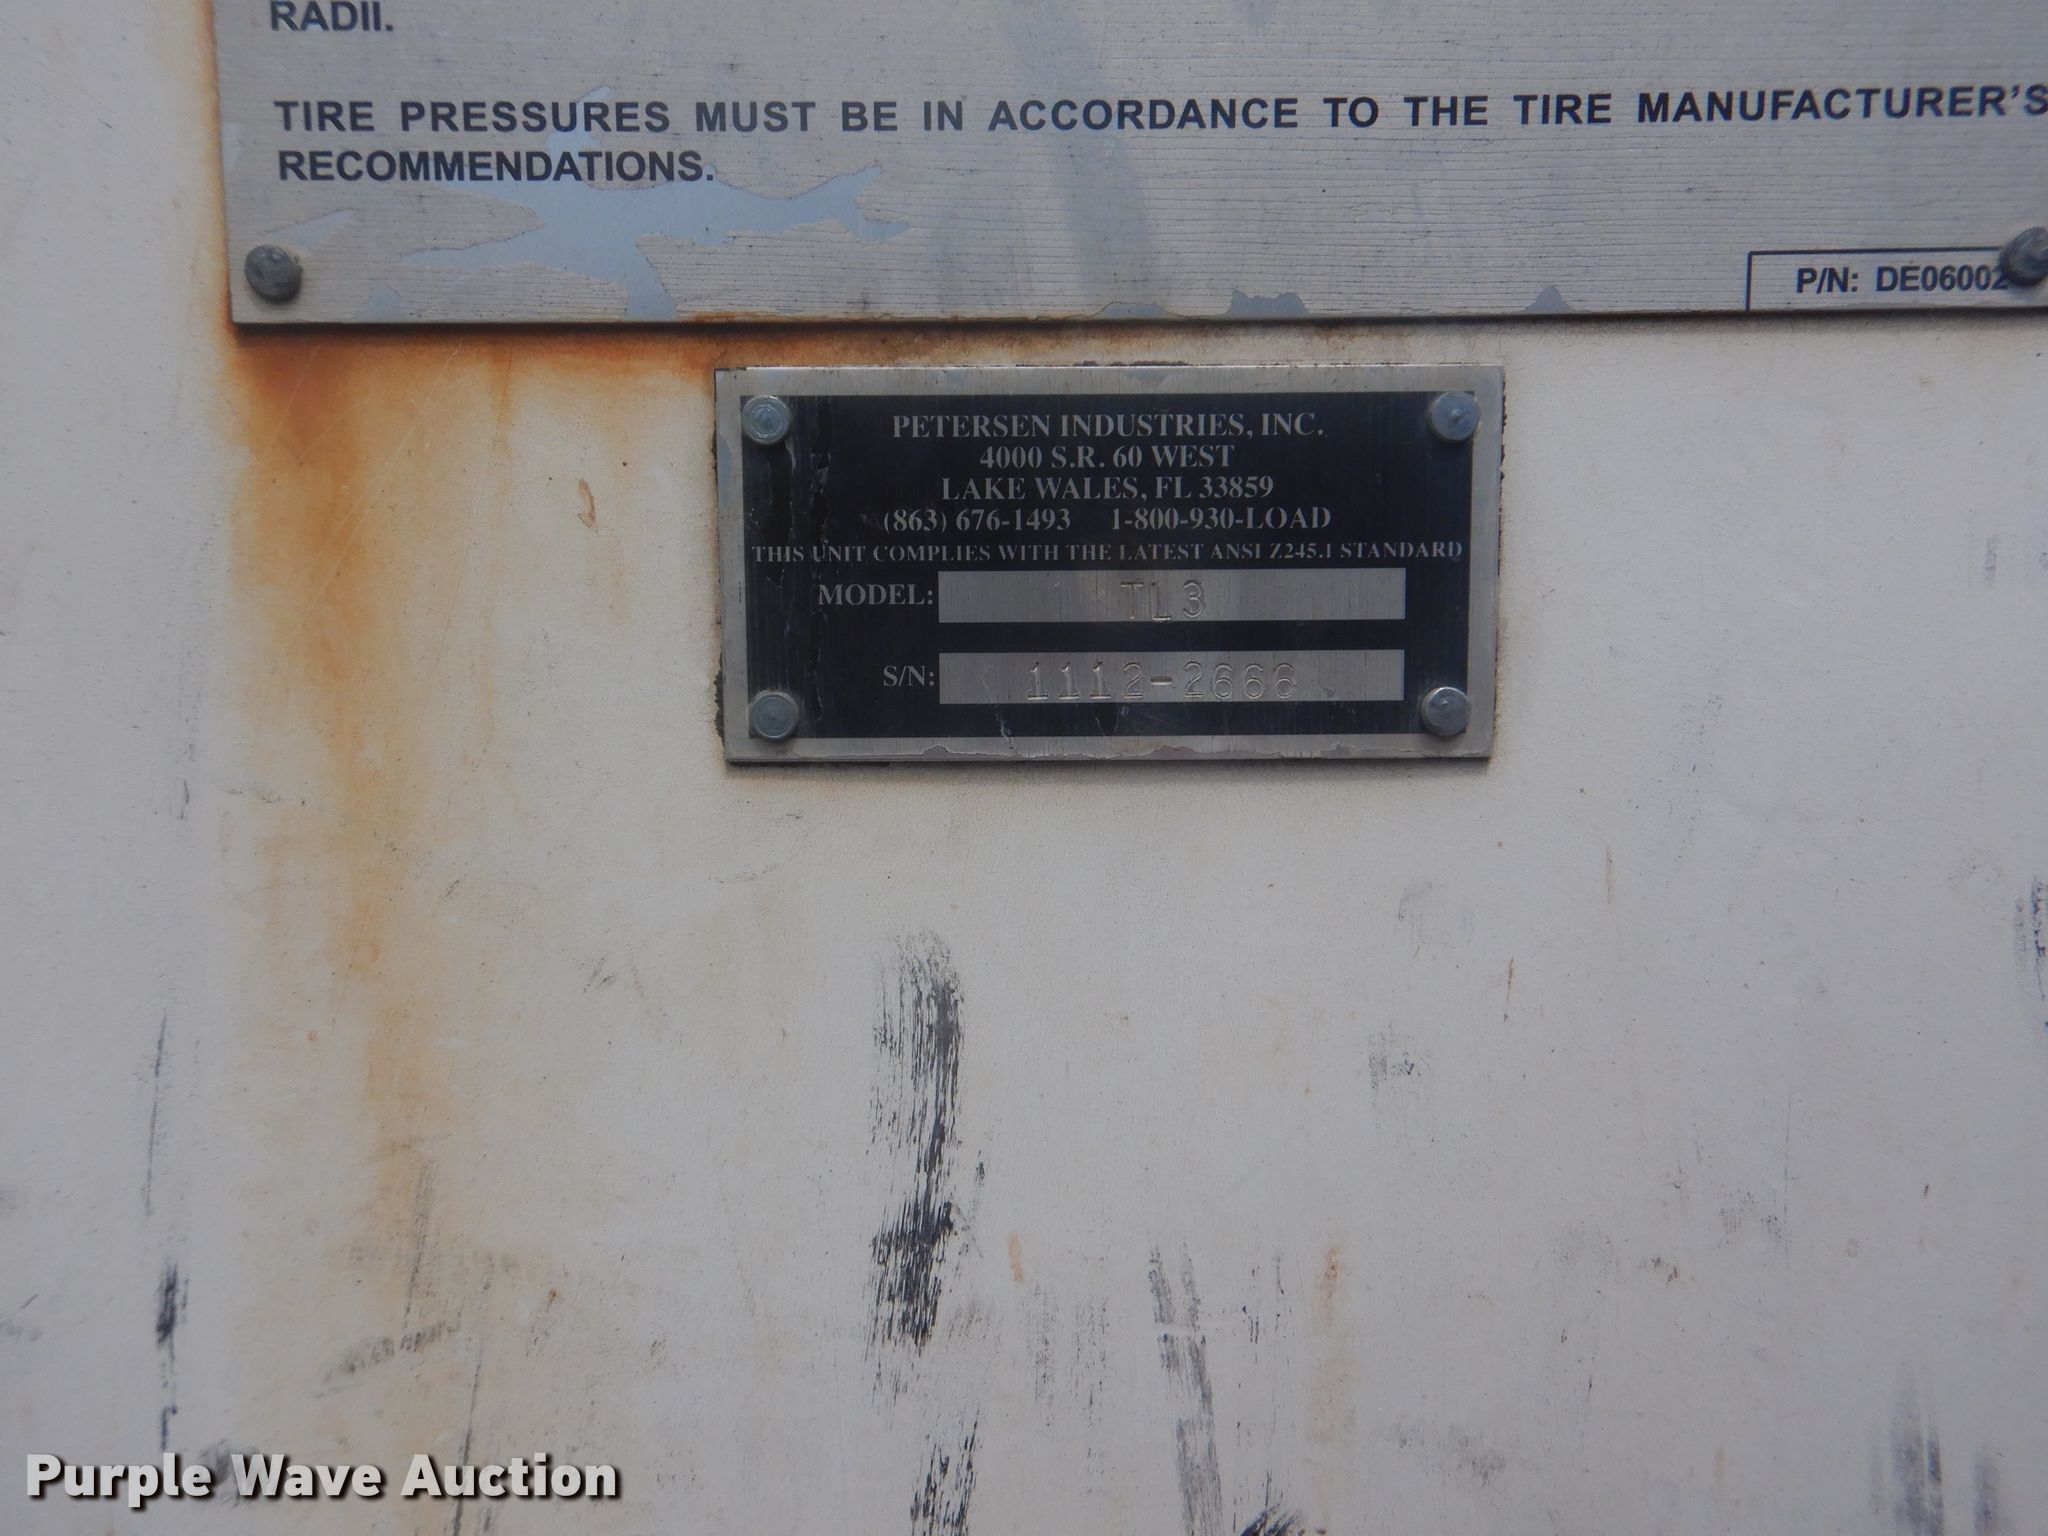 RADII.
TIRE PRESSURES MUST BE IN ACCORDANCE TO THE TIRE MANUFACTURER'S
RECOMMENDATIONS.
P/N: DE06002
PETERSEN INDUSTRIES, INC.
4000 S.R. 60 WEST
LAKE WALES, FL 33859
(863) 676-1493 1-800-930-LOAD
THIS UNIT COMPLIES WITH THE LATEST ANSI Z245.1 STANDARD
MODEL: TL3
S/N: 1112-2666
Purple Wave Auction